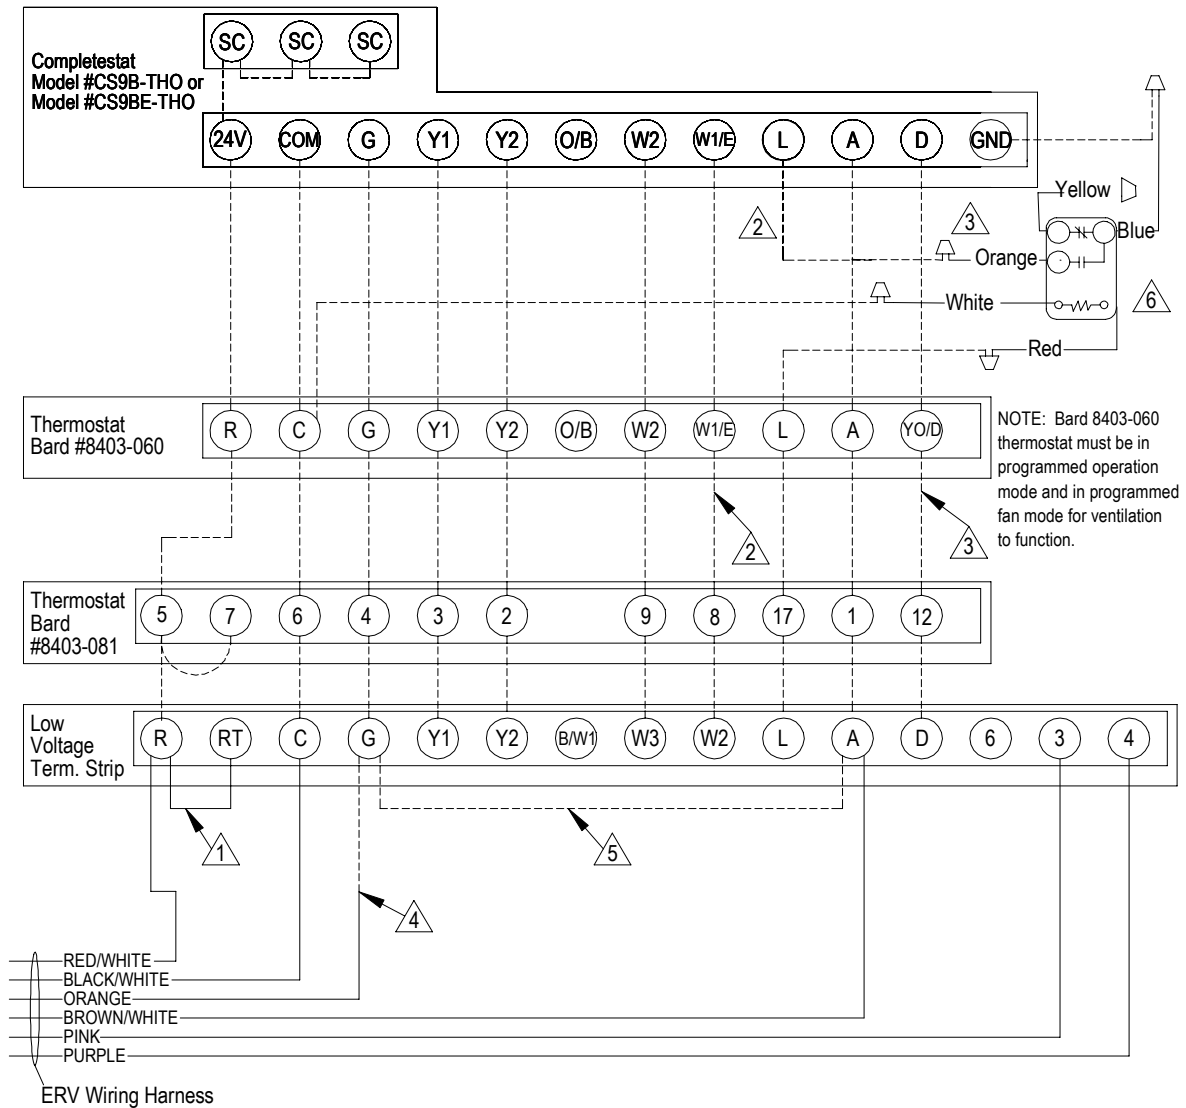 SC SC SC
Completestat
Model #CS9B-THO or
Model #CS9BE-THO
24V COM G Y1 Y2 O/B W2 W1/E L A D GND
Yellow
2 3
Blue
Orange
White
6
Red
Thermostat
Bard #8403-060
R C G Y1 Y2 O/B W2 W1/E L A YO/D
NOTE: Bard 8403-060
thermostat must be in
programmed operation
mode and in programmed
fan mode for ventilation
to function.
2 3
Thermostat
Bard
#8403-081
5 7 6 4 3 2 9 8 17 1 12
Low
Voltage
Term. Strip
R RT C G Y1 Y2 B/W1 W3 W2 L A D 6 3 4
1 5
4
RED/WHITE
BLACK/WHITE
ORANGE
BROWN/WHITE
PINK
PURPLE
ERV Wiring Harness